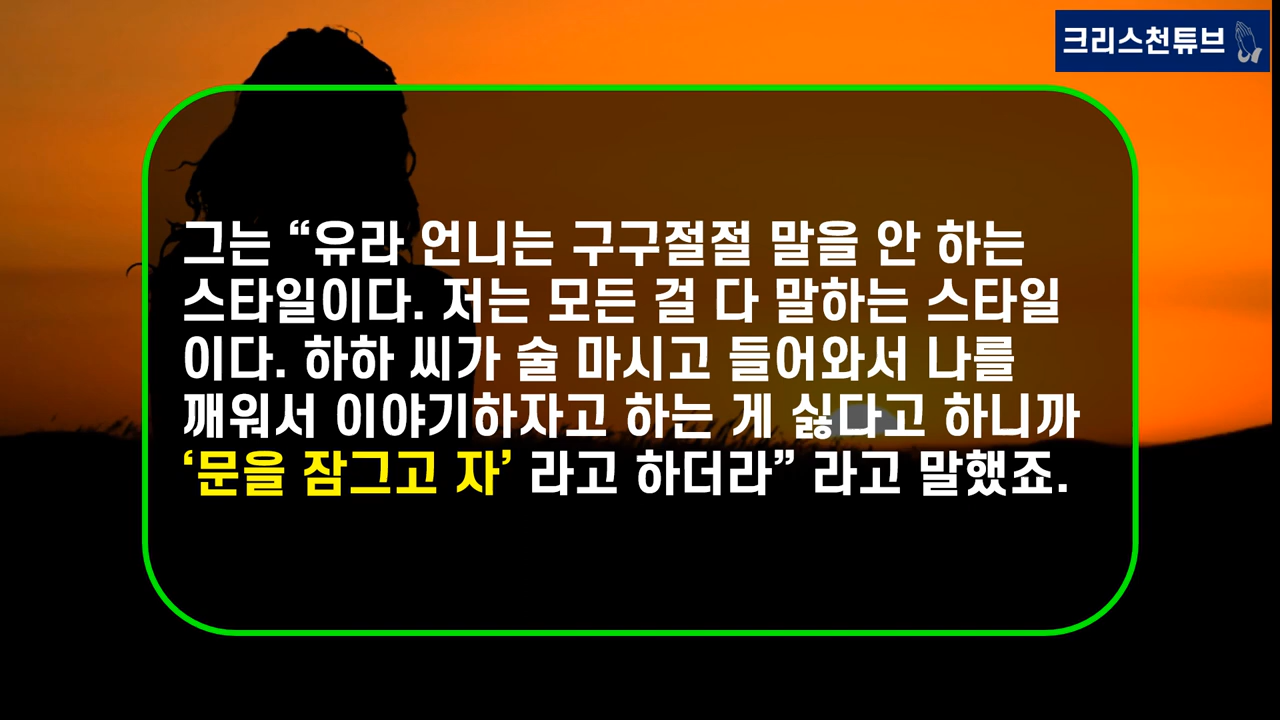 크리스천튜브
그는 “유라 언니는 구구절절 말을 안 하는
스타일이다. 저는 모든 걸 다 말하는 스타일
이다. 하하 씨가 술 마시고 들어와서 나를
깨워서 이야기하자고 하는 게 싫다고 하니까
‘문을 잠그고 자’ 라고 하더라” 라고 말했죠.